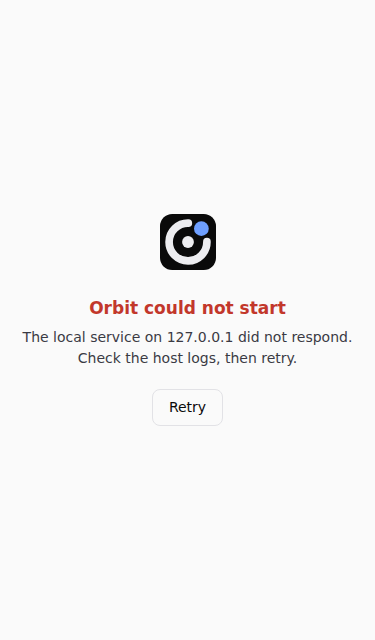 Orbit could not start
The local service on 127.0.0.1 did not respond.
Check the host logs, then retry.
Retry